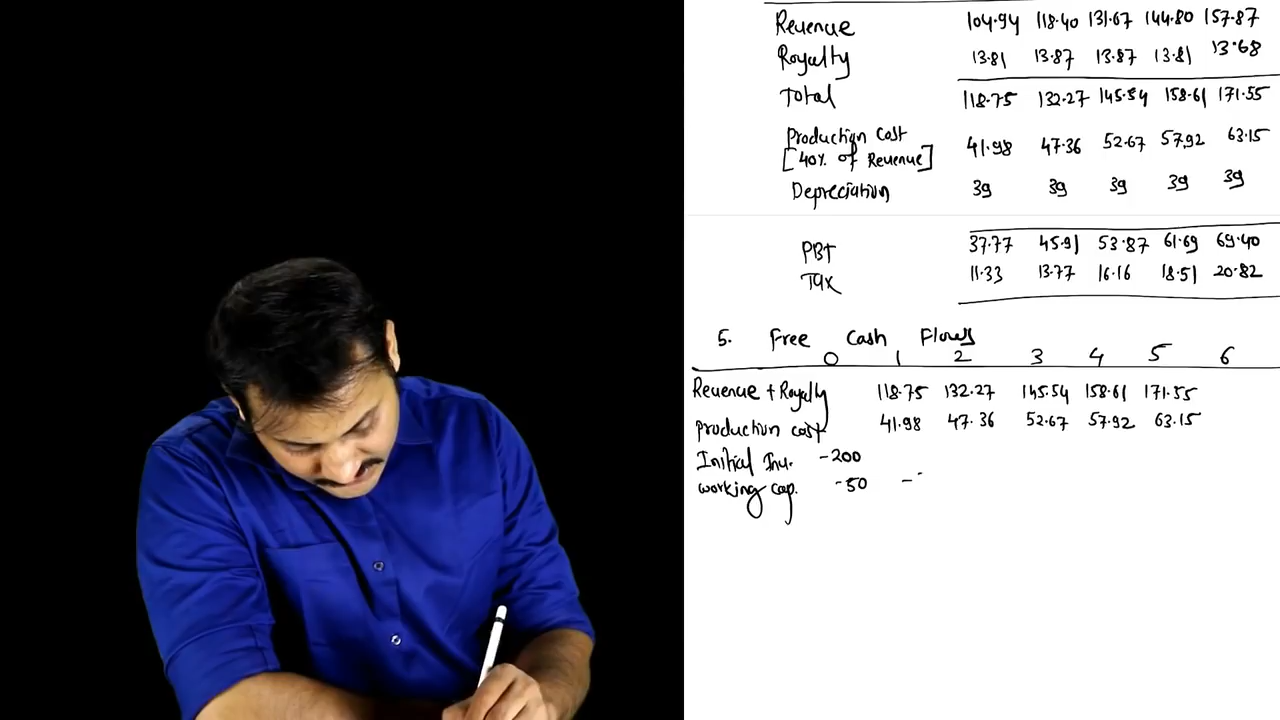 Revenue 104.94 118.40 131.67 144.80 157.87
Royalty 13.81 13.87 13.87 13.81 13.68
Total 118.75 132.27 145.54 158.61 171.55
Production Cost
[40% of Revenue] 41.98 47.36 52.67 57.92 63.15
Depreciation 39 39 39 39 39
PBT 37.77 45.91 53.87 61.69 69.40
Tax 11.33 13.77 16.16 18.51 20.82
5. Free Cash Flows
0 1 2 3 4 5 6
Revenue + Royalty 118.75 132.27 145.54 158.61 171.55
Production cost 41.98 47.36 52.67 57.92 63.15
Initial Inv. -200
working cap. -50 -